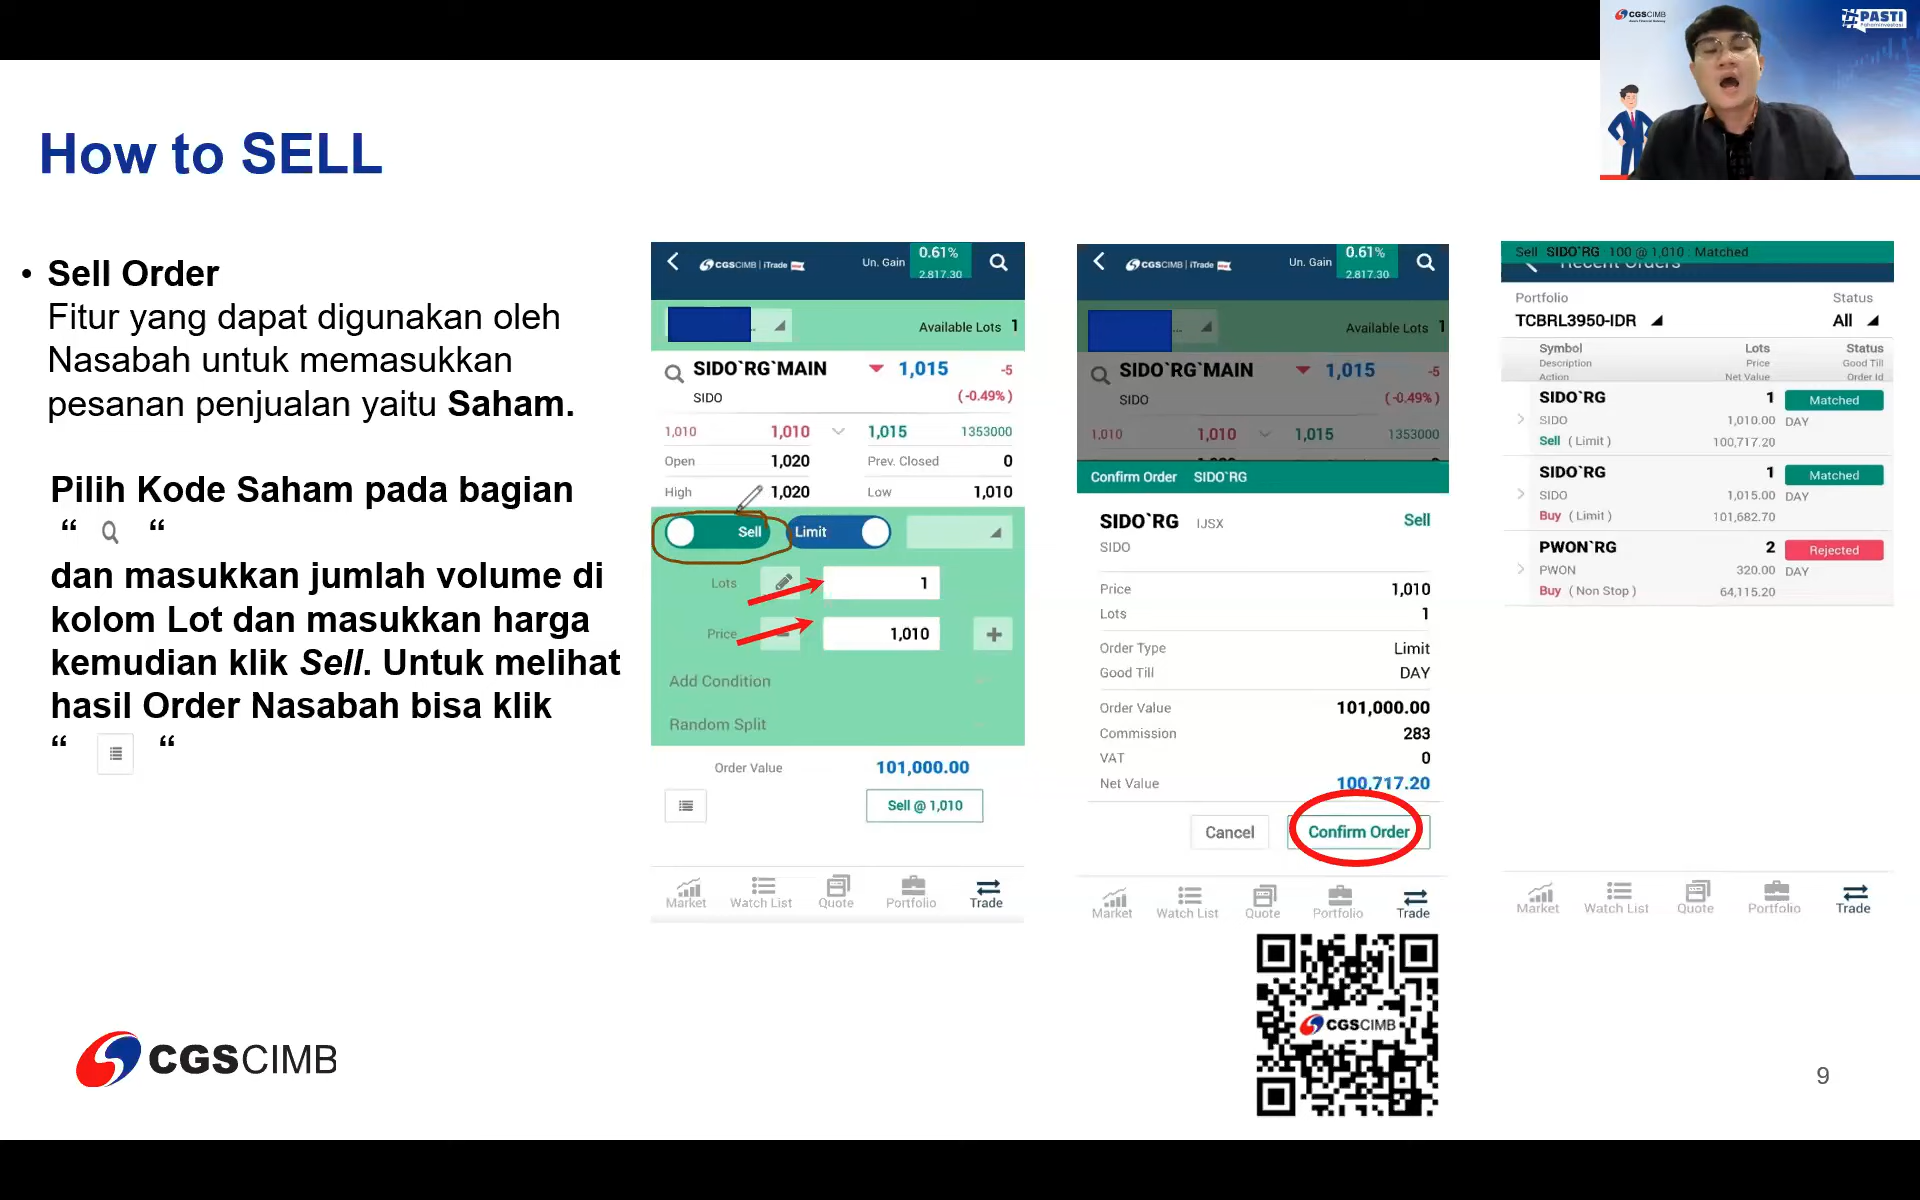 CGSCIMB
#PASTI
How to SELL
• Sell Order
Fitur yang dapat digunakan oleh
Nasabah untuk memasukkan
pesanan penjualan yaitu Saham.
Pilih Kode Saham pada bagian
“ “
dan masukkan jumlah volume di
kolom Lot dan masukkan harga
kemudian klik Sell. Untuk melihat
hasil Order Nasabah bisa klik
“ “
CGSCIMB | iTrade
Un. Gain
0.61%
2.817.30
...
Available Lots 1
SIDO`RG`MAIN 1,015 -5
SIDO (-0.49%)
1,010 1,010 1,015 1353000
Open 1,020 Prev. Closed 0
High 1,020 Low 1,010
Sell Limit
Lots 1
Price 1,010 +
Add Condition
Random Split
Order Value 101,000.00
Sell @ 1,010
Market Watch List Quote Portfolio Trade
CGSCIMB | iTrade
Un. Gain
0.61%
2.817.30
...
Available Lots 1
SIDO`RG`MAIN 1,015 -5
SIDO (-0.49%)
1,010 1,010 1,015 1353000
Confirm Order SIDO`RG
SIDO`RG IJSX Sell
SIDO
Price 1,010
Lots 1
Order Type Limit
Good Till DAY
Order Value 101,000.00
Commission 283
VAT 0
Net Value 100,717.20
Cancel Confirm Order
Market Watch List Quote Portfolio Trade
Sell SIDO`RG 100 @ 1,010 : Matched
Recent Orders
Portfolio Status
TCBRL3950-IDR All
Symbol Lots Status
Description Price Good Till
Action Net Value Order Id
SIDO`RG 1 Matched
SIDO 1,010.00 DAY
Sell (Limit) 100,717.20
SIDO`RG 1 Matched
SIDO 1,015.00 DAY
Buy (Limit) 101,682.70
PWON`RG 2 Rejected
PWON 320.00 DAY
Buy (Non Stop) 64,115.20
Market Watch List Quote Portfolio Trade
CGSCIMB
CGSCIMB
9